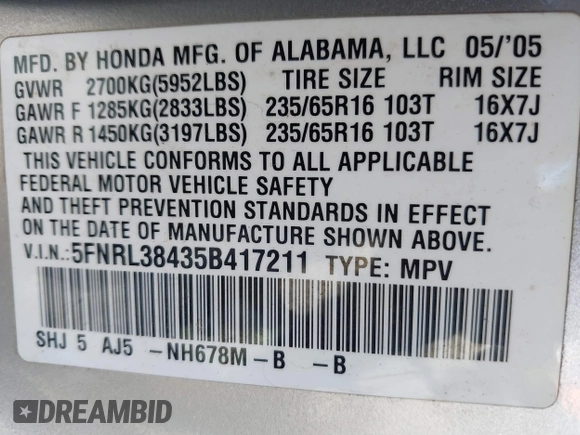 MFD. BY HONDA MFG. OF ALABAMA, LLC 05/'05
GVWR 2700KG(5952LBS) TIRE SIZE RIM SIZE
GAWR F 1285KG(2833LBS) 235/65R16 103T 16X7J
GAWR R 1450KG(3197LBS) 235/65R16 103T 16X7J
THIS VEHICLE CONFORMS TO ALL APPLICABLE
FEDERAL MOTOR VEHICLE SAFETY
AND THEFT PREVENTION STANDARDS IN EFFECT
ON THE DATE OF MANUFACTURE SHOWN ABOVE.
V.I.N.:5FNRL38435B417211 TYPE: MPV
SHJ 5 AJ5 -NH678M-B -B
DREAMBID